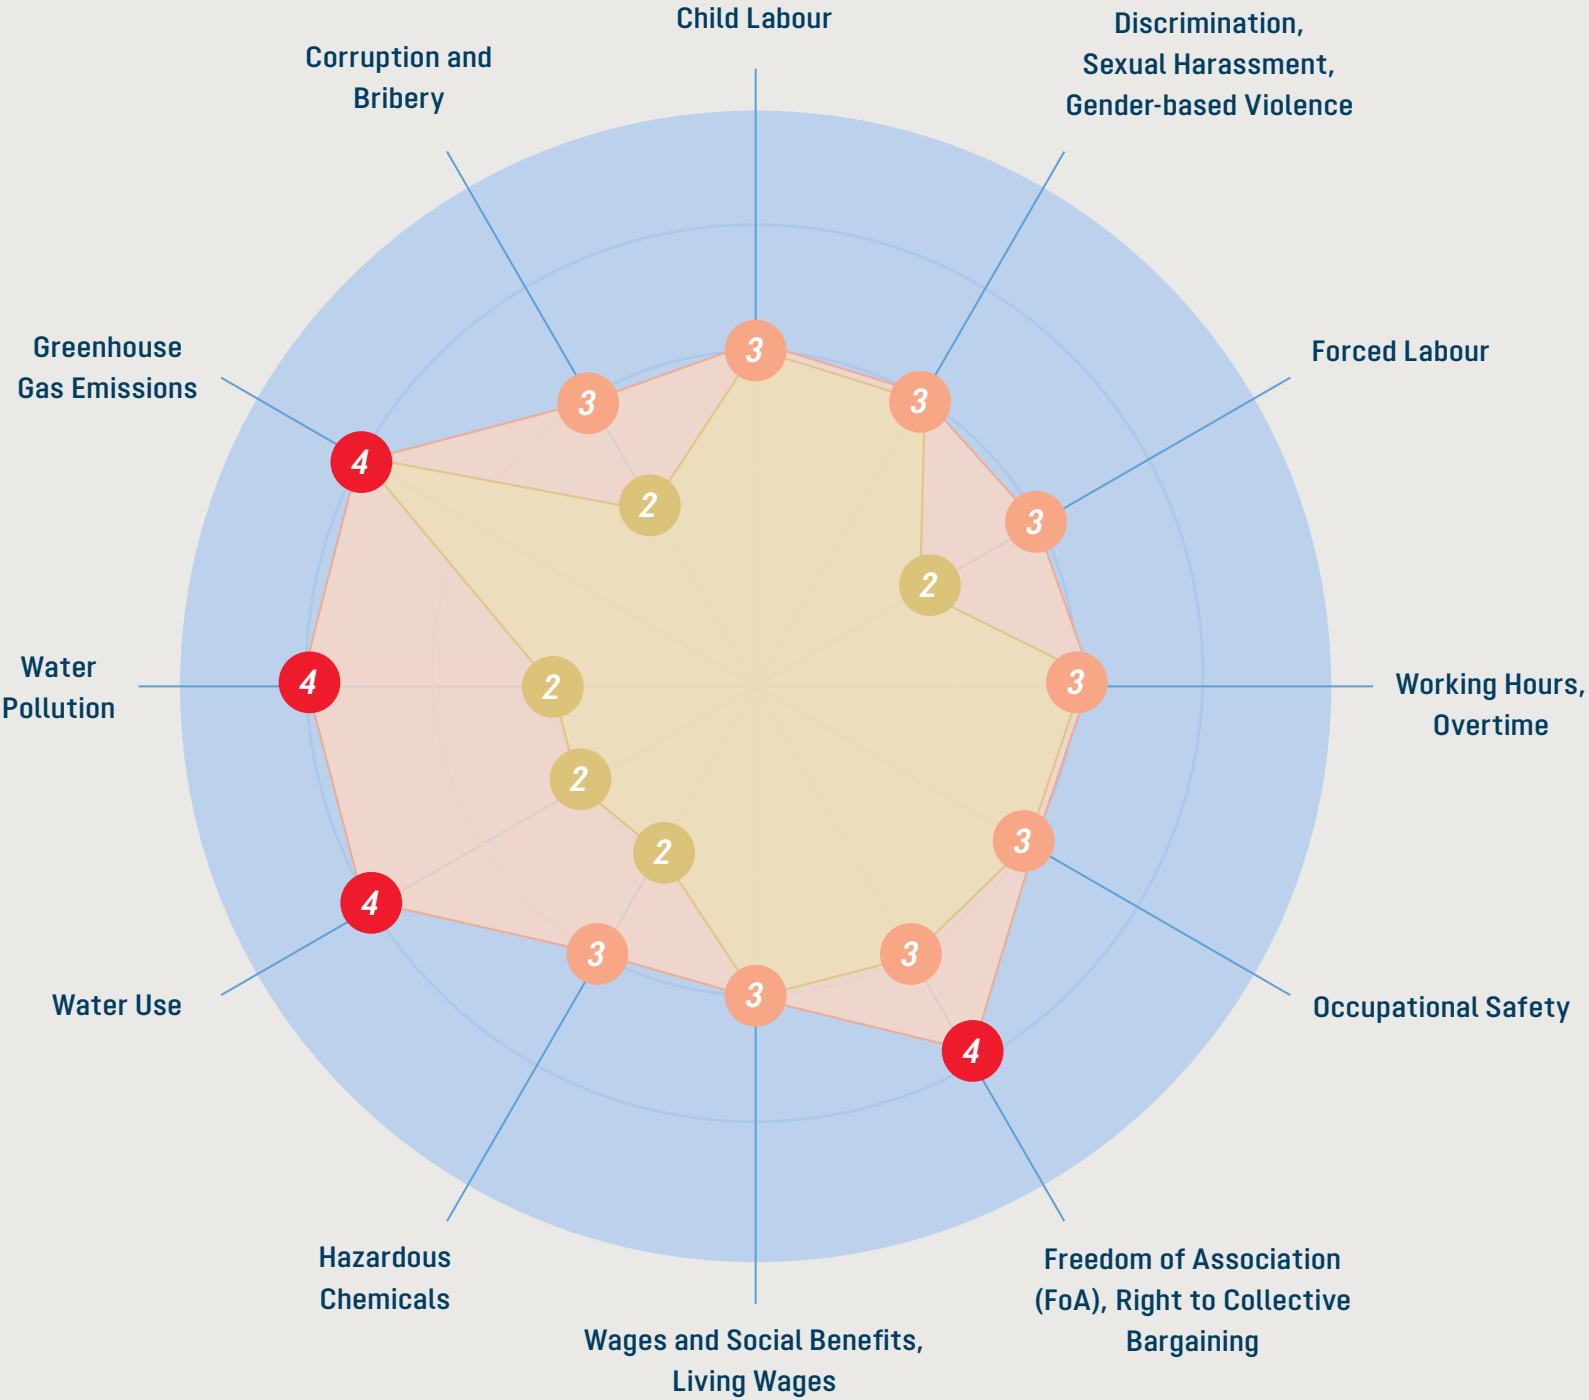 Child Labour
Discrimination,
Sexual Harassment,
Gender-based Violence
Corruption and
Bribery
Greenhouse
Gas Emissions
Forced Labour
3
3
3
3
4
2
2
Water
Pollution
4
2
3
Working Hours,
Overtime
2
2
3
4
3
3
3
4
Water Use
Occupational Safety
Hazardous
Chemicals
Freedom of Association
(FoA), Right to Collective
Bargaining
Wages and Social Benefits,
Living Wages